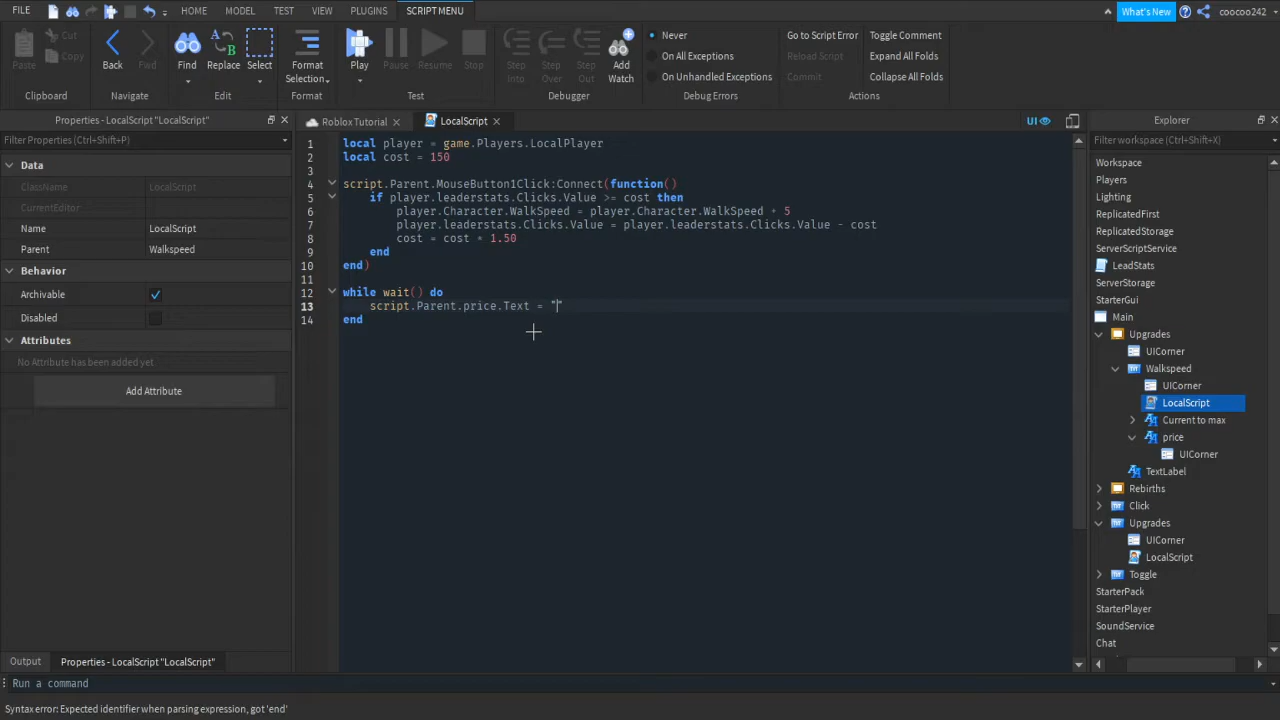 FILE HOME MODEL TEST VIEW PLUGINS SCRIPT MENU What's New coocoo242
Paste Cut Copy Back Fwd Find Replace Select Format Selection Play Pause Resume Stop Step Into Step Over Step Out Add Watch Never On All Exceptions On Unhandled Exceptions Go to Script Error Reload Script Commit Toggle Comment Expand All Folds Collapse All Folds
Clipboard Navigate Edit Format Test Debugger Debug Errors Actions
Properties - LocalScript "LocalScript"
Filter Properties (Ctrl+Shift+P)
Data
ClassName LocalScript
CurrentEditor
Name LocalScript
Parent Walkspeed
Behavior
Archivable
Disabled
Attributes
No Attribute has been added yet
Add Attribute
Output Properties - LocalScript "LocalScript"
Roblox Tutorial LocalScript UI
1 local player = game.Players.LocalPlayer
2 local cost = 150
3
4 script.Parent.MouseButton1Click:Connect(function()
5 if player.leaderstats.Clicks.Value >= cost then
6 player.Character.WalkSpeed = player.Character.WalkSpeed + 5
7 player.leaderstats.Clicks.Value = player.leaderstats.Clicks.Value - cost
8 cost = cost * 1.50
9 end
10 end)
11
12 while wait() do
13 script.Parent.price.Text = ""
14 end
Explorer
Filter workspace (Ctrl+Shift+X)
Workspace
Players
Lighting
ReplicatedFirst
ReplicatedStorage
ServerScriptService
LeadStats
ServerStorage
StarterGui
Main
Upgrades
UICorner
Walkspeed
UICorner
LocalScript
Current to max
price
UICorner
TextLabel
Rebirths
Click
Upgrades
UICorner
LocalScript
Toggle
StarterPack
StarterPlayer
SoundService
Chat
Run a command
Syntax error: Expected identifier when parsing expression, got 'end'